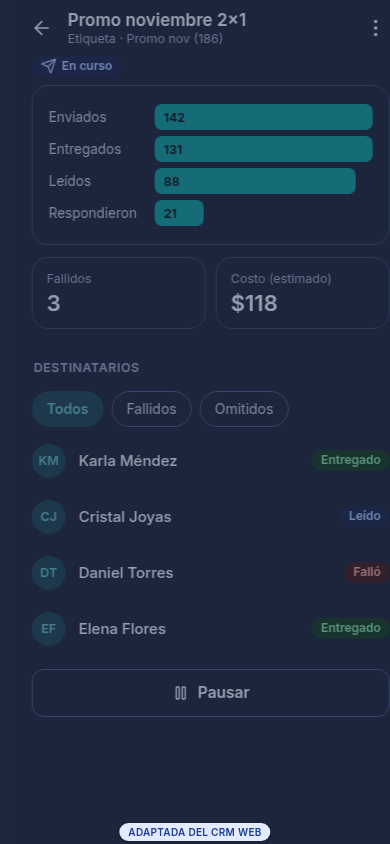 Promo noviembre 2×1
Etiqueta · Promo nov (186)
En curso
Enviados 142
Entregados 131
Leídos 88
Respondieron 21
Fallidos Costo (estimado)
3 $118
DESTINATARIOS
Todos Fallidos Omitidos
KM Karla Méndez Entregado
CJ Cristal Joyas Leído
DT Daniel Torres Falló
EF Elena Flores Entregado
Pausar
ADAPTADA DEL CRM WEB